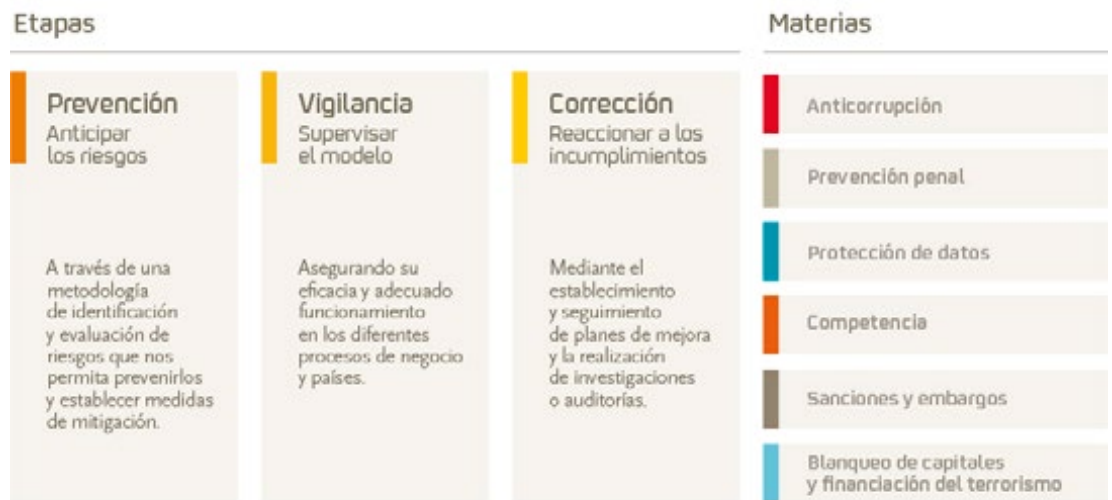 Etapas
Materias
Prevención
Anticipar
los riesgos
A través de una
metodología
de identificación
y evaluación de
riesgos que nos
permita prevenirlos
y establecer medidas
de mitigación.
Vigilancia
Supervisar
el modelo
Asegurando su
eficacia y adecuado
funcionamiento
en los diferentes
procesos de negocio
y países.
Corrección
Reaccionar a los
incumplimientos
Mediante el
establecimiento
y seguimiento
de planes de mejora
y la realización
de investigaciones
o auditorías.
Anticorrupción
Prevención penal
Protección de datos
Competencia
Sanciones y embargos
Blanqueo de capitales
y financiación del terrorismo